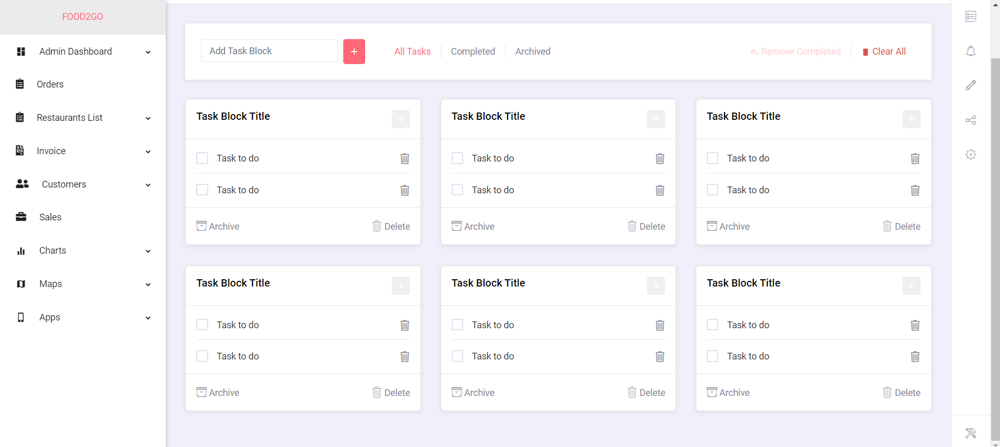 FOOD2GO
Admin Dashboard
Orders
Restaurants List
Invoice
Customers
Sales
Charts
Maps
Apps
Add Task Block
+
All Tasks
Completed
Archived
Remove Completed
Clear All
Task Block Title
+
Task to do
Task to do
Archive
Delete
Task Block Title
+
Task to do
Task to do
Archive
Delete
Task Block Title
+
Task to do
Task to do
Archive
Delete
Task Block Title
+
Task to do
Task to do
Archive
Delete
Task Block Title
+
Task to do
Task to do
Archive
Delete
Task Block Title
+
Task to do
Task to do
Archive
Delete